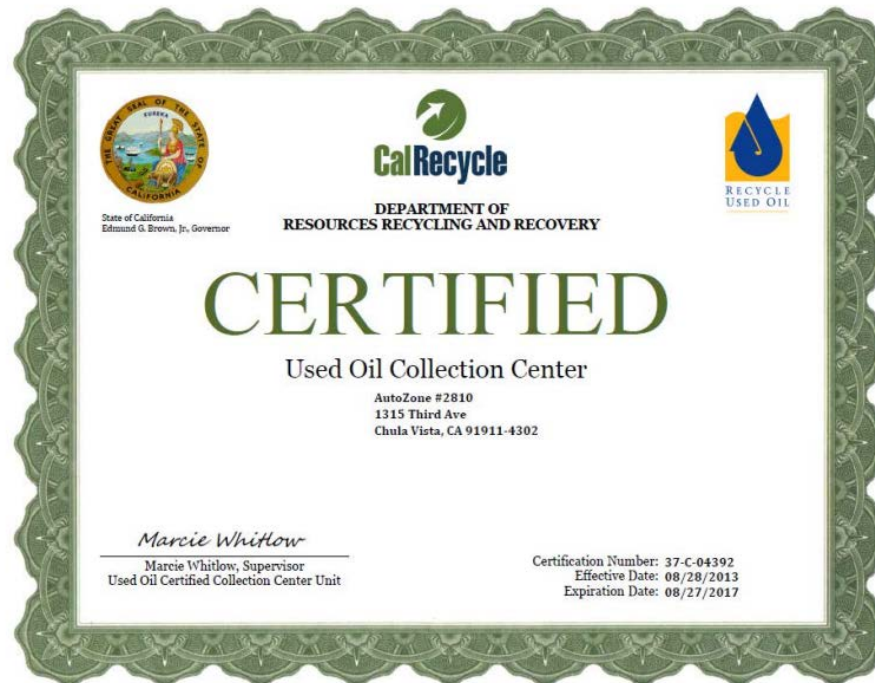 THE GREAT SEAL OF THE STATE OF CALIFORNIA
EUREKA
State of California
Edmund G. Brown, Jr., Governor
CalRecycle
DEPARTMENT OF
RESOURCES RECYCLING AND RECOVERY
RECYCLE
USED OIL
CERTIFIED
Used Oil Collection Center
AutoZone #2810
1315 Third Ave
Chula Vista, CA 91911-4302
Marcie Whitlow
Marcie Whitlow, Supervisor
Used Oil Certified Collection Center Unit
Certification Number: 37-C-04392
Effective Date: 08/28/2013
Expiration Date: 08/27/2017